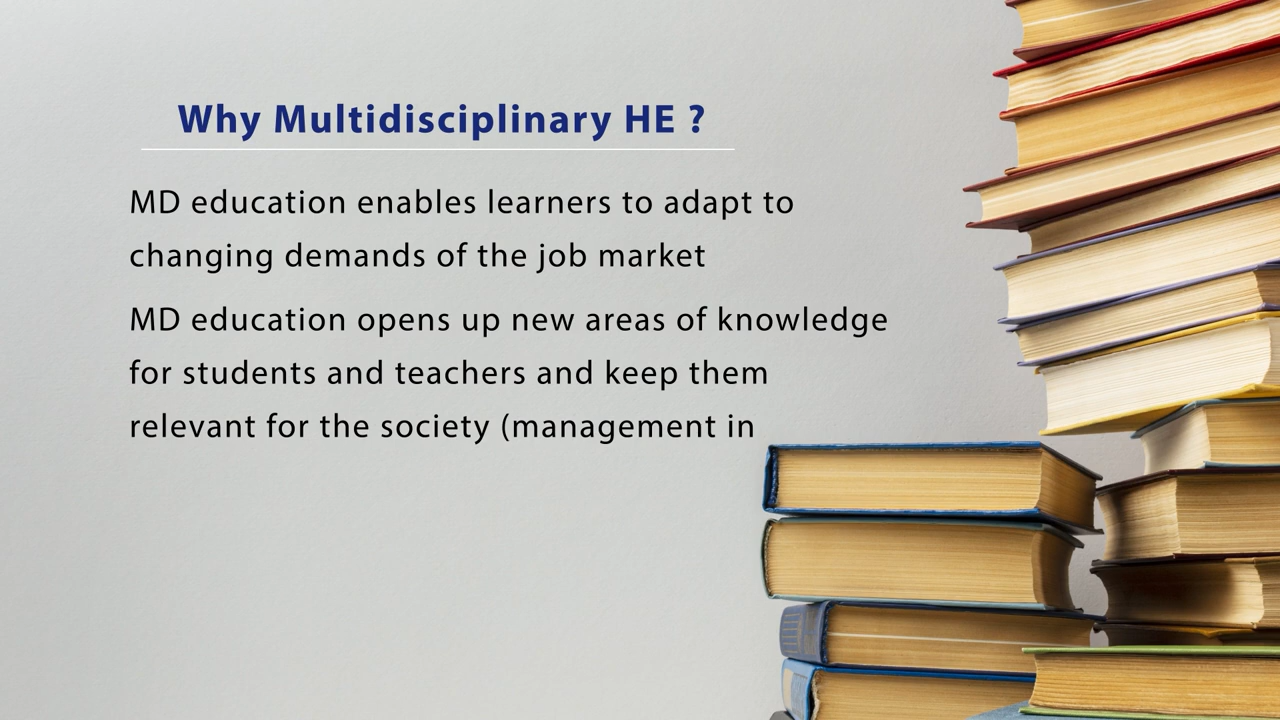 Why Multidisciplinary HE ?
MD education enables learners to adapt to
changing demands of the job market
MD education opens up new areas of knowledge
for students and teachers and keep them
relevant for the society (management in